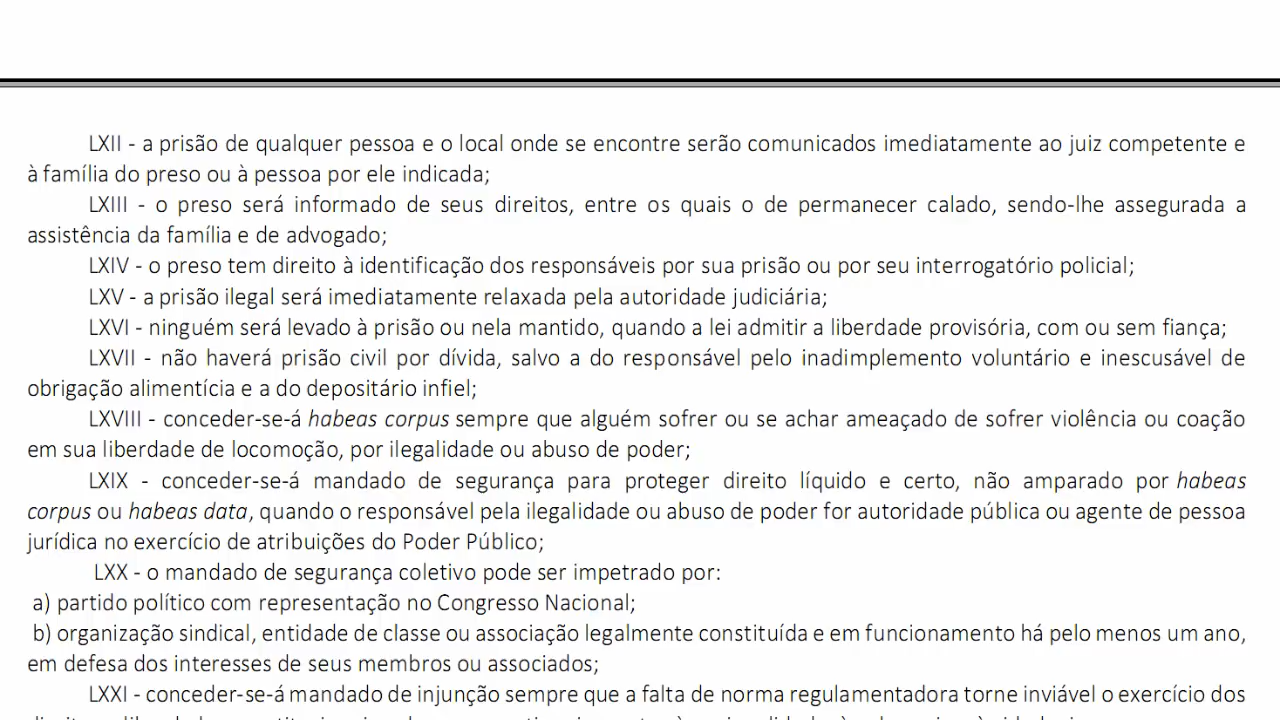 LXII - a prisão de qualquer pessoa e o local onde se encontre serão comunicados imediatamente ao juiz competente e
à família do preso ou à pessoa por ele indicada;
LXIII - o preso será informado de seus direitos, entre os quais o de permanecer calado, sendo-lhe assegurada a
assistência da família e de advogado;
LXIV - o preso tem direito à identificação dos responsáveis por sua prisão ou por seu interrogatório policial;
LXV - a prisão ilegal será imediatamente relaxada pela autoridade judiciária;
LXVI - ninguém será levado à prisão ou nela mantido, quando a lei admitir a liberdade provisória, com ou sem fiança;
LXVII - não haverá prisão civil por dívida, salvo a do responsável pelo inadimplemento voluntário e inescusável de
obrigação alimentícia e a do depositário infiel;
LXVIII - conceder-se-á habeas corpus sempre que alguém sofrer ou se achar ameaçado de sofrer violência ou coação
em sua liberdade de locomoção, por ilegalidade ou abuso de poder;
LXIX - conceder-se-á mandado de segurança para proteger direito líquido e certo, não amparado por habeas
corpus ou habeas data, quando o responsável pela ilegalidade ou abuso de poder for autoridade pública ou agente de pessoa
jurídica no exercício de atribuições do Poder Público;
LXX - o mandado de segurança coletivo pode ser impetrado por:
a) partido político com representação no Congresso Nacional;
b) organização sindical, entidade de classe ou associação legalmente constituída e em funcionamento há pelo menos um ano,
em defesa dos interesses de seus membros ou associados;
LXXI - conceder-se-á mandado de injunção sempre que a falta de norma regulamentadora torne inviável o exercício dos